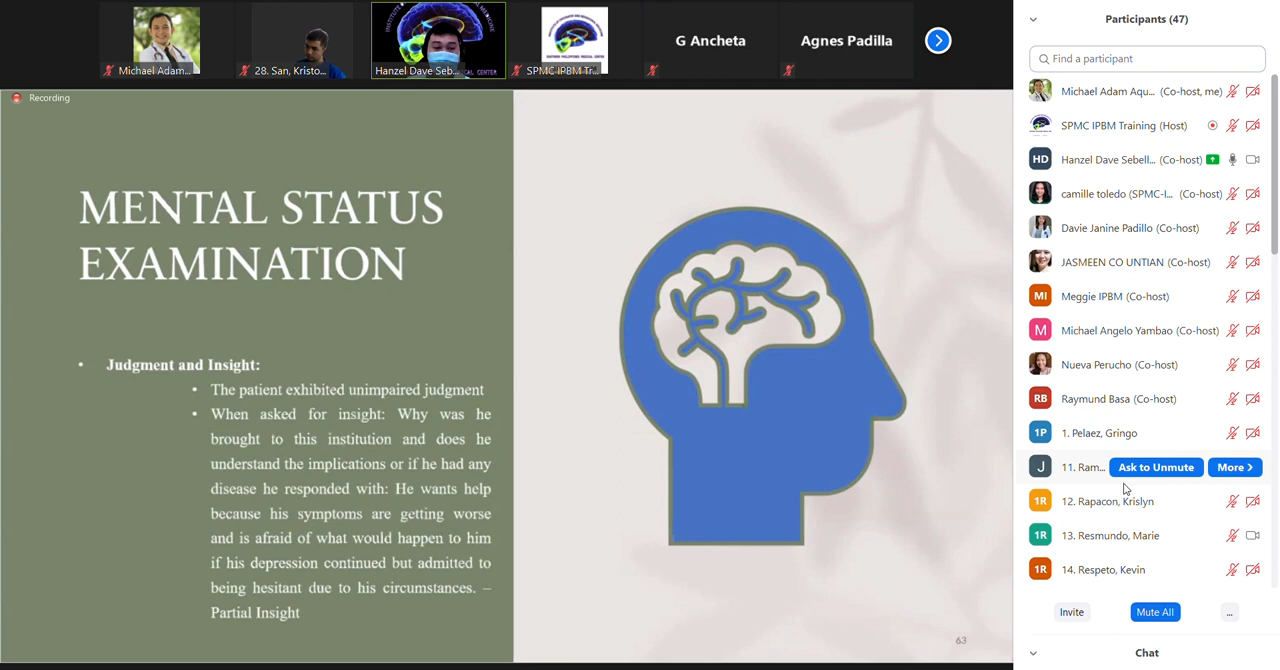 Michael Adam...
28. San, Kristo...
Hanzel Dave Seb...
SPMC IPBM Tr...
G Ancheta
Agnes Padilla
Recording
MENTAL STATUS
EXAMINATION
• Judgment and Insight:
• The patient exhibited unimpaired judgment
• When asked for insight: Why was he
brought to this institution and does he
understand the implications or if he had any
disease he responded with: He wants help
because his symptoms are getting worse
and is afraid of what would happen to him
if his depression continued but admitted to
being hesitant due to his circumstances. –
Partial Insight
63
Participants (47)
Find a participant
Michael Adam Aqu... (Co-host, me)
SPMC IPBM Training (Host)
HD Hanzel Dave Sebell... (Co-host)
camille toledo (SPMC-I... (Co-host)
Davie Janine Padillo (Co-host)
JASMEEN CO UNTIAN (Co-host)
MI Meggie IPBM (Co-host)
M Michael Angelo Yambao (Co-host)
Nueva Perucho (Co-host)
RB Raymund Basa (Co-host)
1P 1. Pelaez, Gringo
J 11. Ram... Ask to Unmute More
1R 12. Rapacon, Krislyn
1R 13. Resmundo, Marie
1R 14. Respeto, Kevin
Invite Mute All ...
Chat